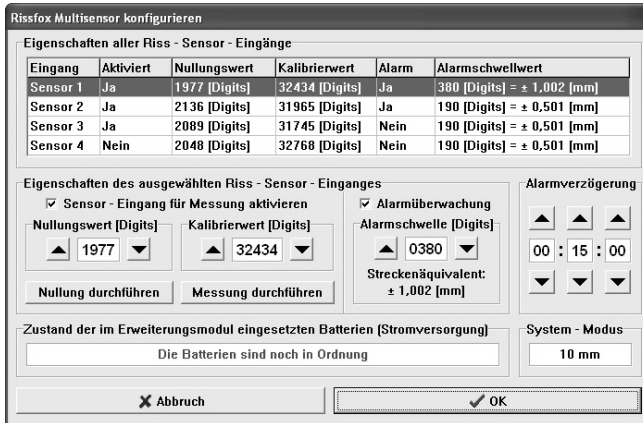 Rissfox Multisensor konfigurieren
Eigenschaften aller Riss - Sensor - Eingänge
Eingang Aktiviert Nullungswert Kalibrierwert Alarm Alarmschwellwert
Sensor 1 Ja 1977 [Digits] 32434 [Digits] Ja 380 [Digits] = ± 1,002 [mm]
Sensor 2 Ja 2136 [Digits] 31965 [Digits] Ja 190 [Digits] = ± 0,501 [mm]
Sensor 3 Ja 2089 [Digits] 31745 [Digits] Nein 190 [Digits] = ± 0,501 [mm]
Sensor 4 Nein 2048 [Digits] 32768 [Digits] Nein 190 [Digits] = ± 0,501 [mm]
Eigenschaften des ausgewählten Riss - Sensor - Einganges
Alarmverzögerung
Sensor - Eingang für Messung aktivieren
Alarmüberwachung
Nullungswert [Digits] Kalibrierwert [Digits] Alarmschwelle [Digits]
1977 32434 0380 00 : 15 : 00
Streckenäquivalent:
± 1,002 [mm]
Nullung durchführen Messung durchführen
Zustand der im Erweiterungsmodul eingesetzten Batterien (Stromversorgung) System - Modus
Die Batterien sind noch in Ordnung 10 mm
Abbruch OK